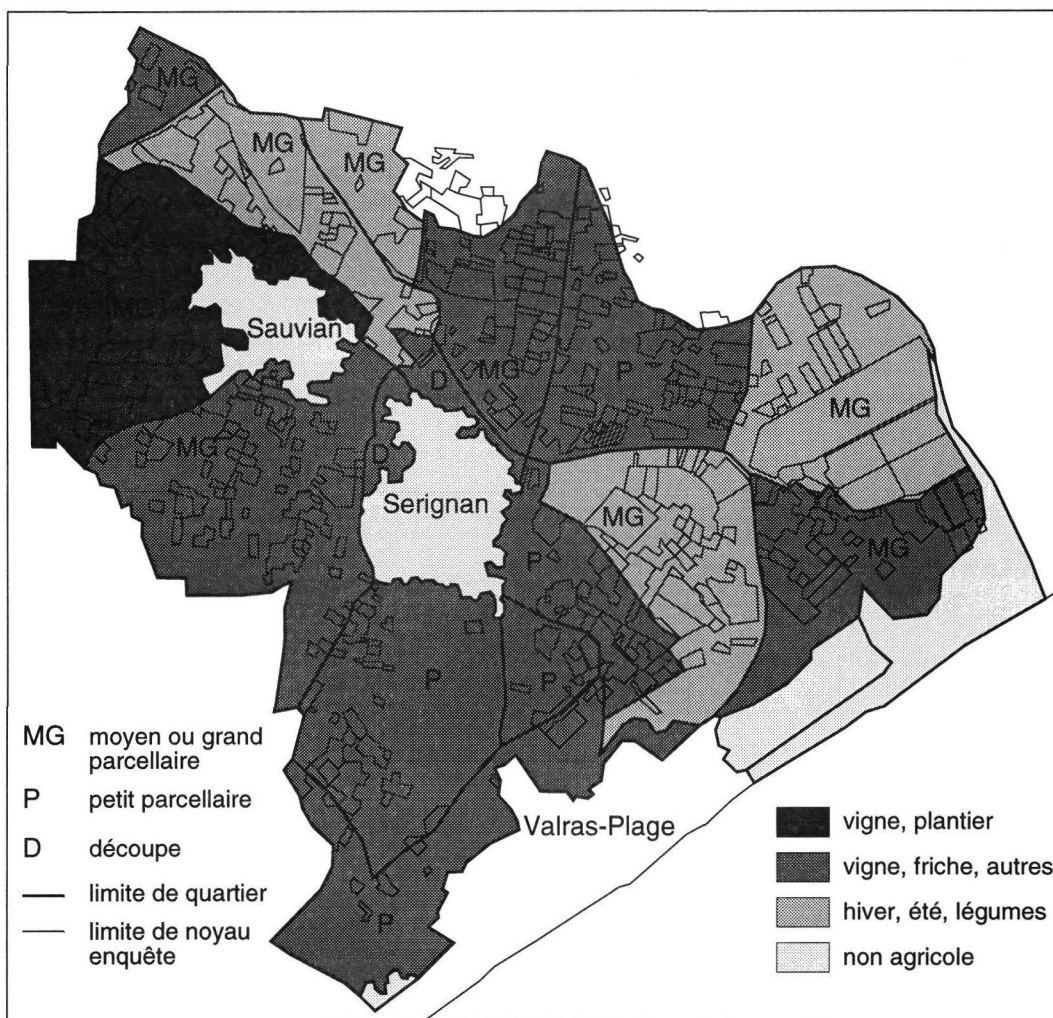 MG
MG
MG
MG
Sauvian
MG
D
MG
P
MG
MG
D
Serignan
MG
P
MG
P
P
P
Valras-Plage
MG moyen ou grand
parcellaire
P petit parcellaire
D découpe
limite de quartier
limite de noyau
enquête
vigne, plantier
vigne, friche, autres
hiver, été, légumes
non agricole